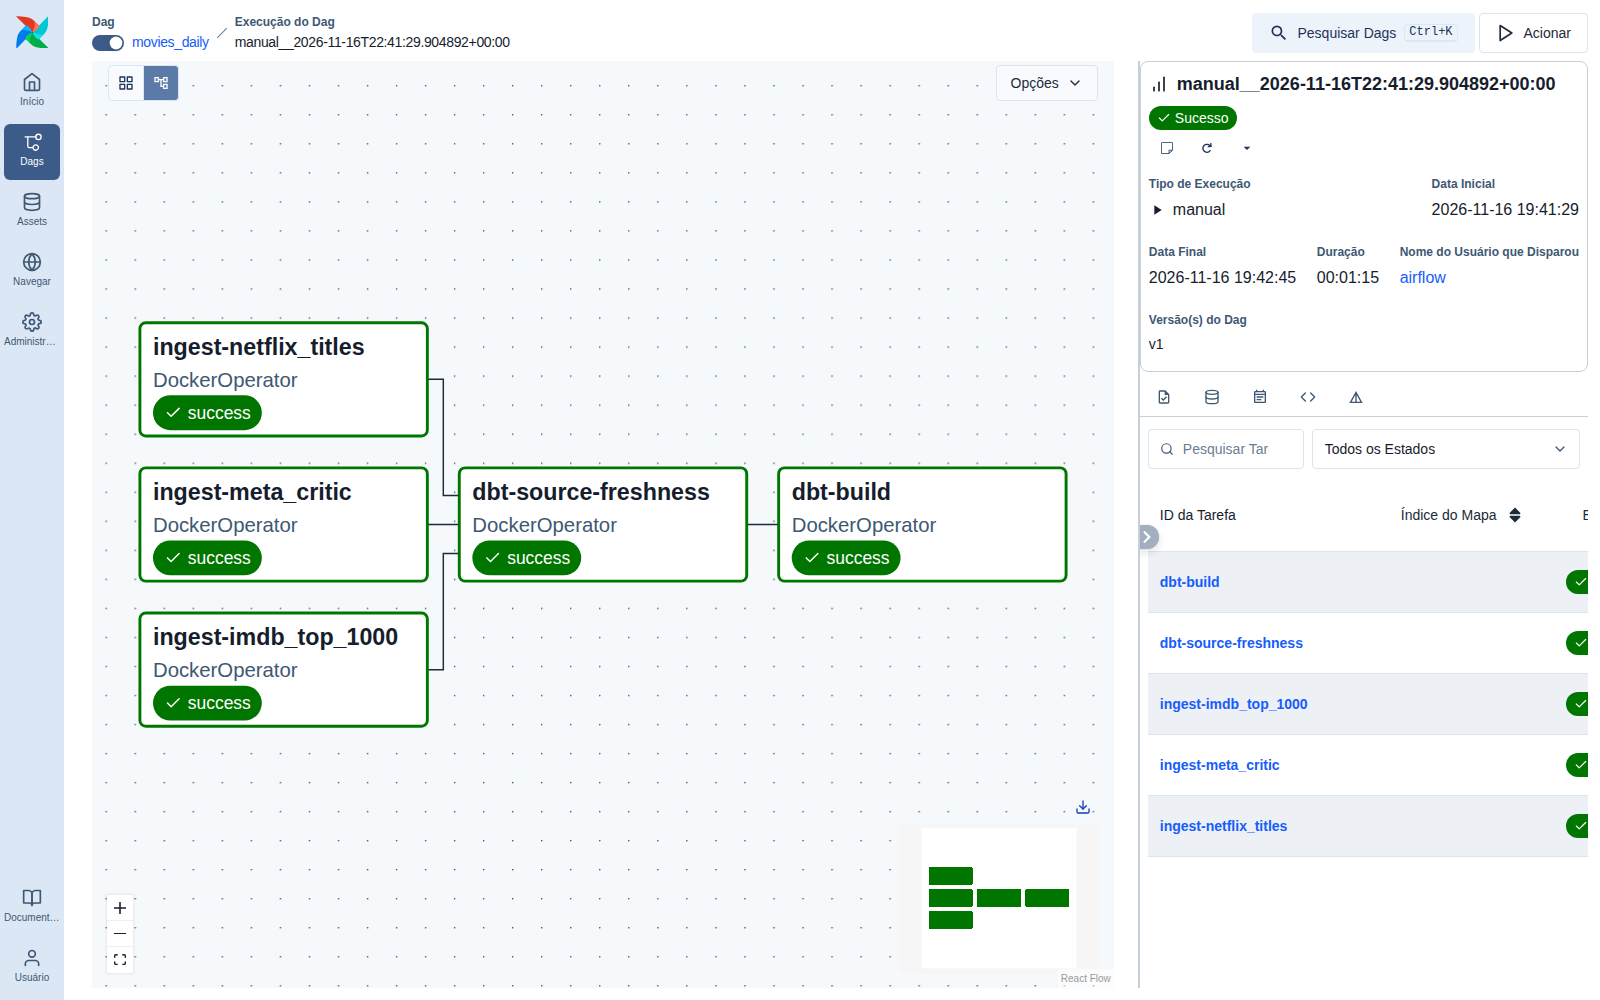 Dag
movies_daily
Execução do Dag
manual__2026-11-16T22:41:29.904892+00:00
Pesquisar Dags Ctrl+K
Acionar
Início
Dags
Assets
Navegar
Administr…
Document…
Usuário
Opções
ingest-netflix_titles
DockerOperator
success
ingest-meta_critic
DockerOperator
success
ingest-imdb_top_1000
DockerOperator
success
dbt-source-freshness
DockerOperator
success
dbt-build
DockerOperator
success
React Flow
manual__2026-11-16T22:41:29.904892+00:00
Sucesso
Tipo de Execução
manual
Data Inicial
2026-11-16 19:41:29
Data Final
2026-11-16 19:42:45
Duração
00:01:15
Nome do Usuário que Disparou
airflow
Versão(s) do Dag
v1
Pesquisar Tar
Todos os Estados
ID da Tarefa
Índice do Mapa
E
dbt-build
dbt-source-freshness
ingest-imdb_top_1000
ingest-meta_critic
ingest-netflix_titles